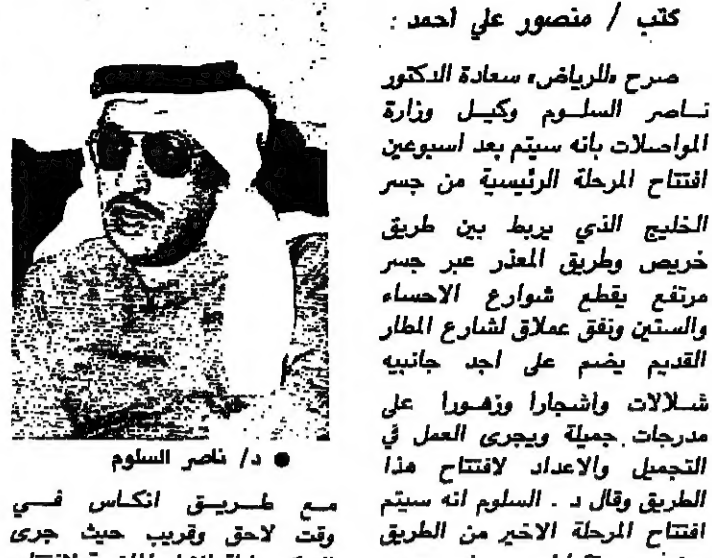 كتب / منصور علي أحمد :
صرح «للرياض» سعادة الدكتور
ناصر السلوم وكيل وزارة
المواصلات بانه سيتم بعد اسبوعين
افتتاح المرحلة الرئيسية من جسر
الخليج الذي يربط بين طريق
خريص وطريق المعذر عبر جسر
مرتفع يقطع شوارع الاحساء
والستين ونفق عملاق لشارع المطار
القديم يضم على احد جانبيه
شلالات واشجارا وزهورا على
مدرجات جميلة ويجرى العمل في
التجميل والاعداد لافتتاح هذا
الطريق وقال د . السلوم انه سيتم
افتتاح المرحلة الاخير من الطريق
● د/ ناصر السلوم
مع طريق انكاس في
وقت لاحق وقريب حيث جرى